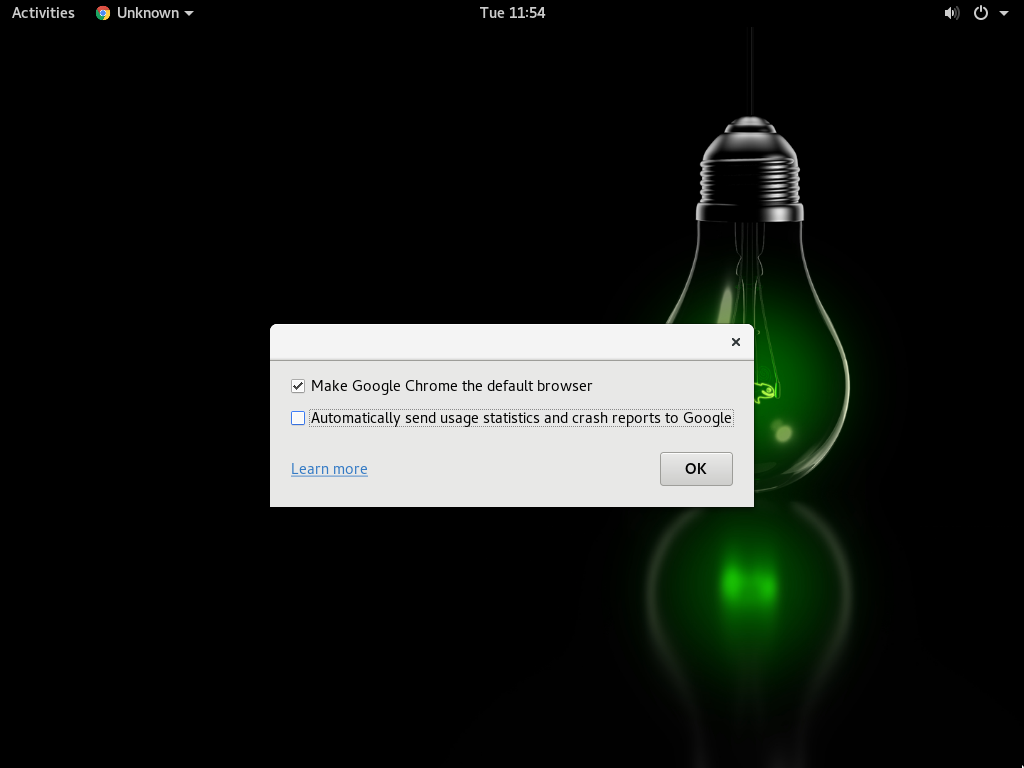 Activities Unknown Tue 11:54
Make Google Chrome the default browser
Automatically send usage statistics and crash reports to Google
Learn more OK